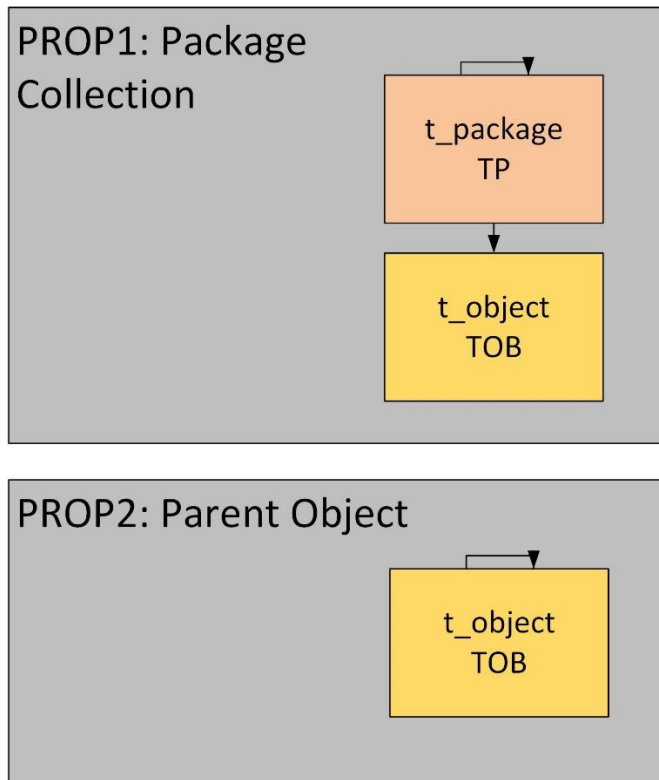 PROP1: Package
Collection
t_package
TP
t_object
TOB
PROP2: Parent Object
t_object
TOB